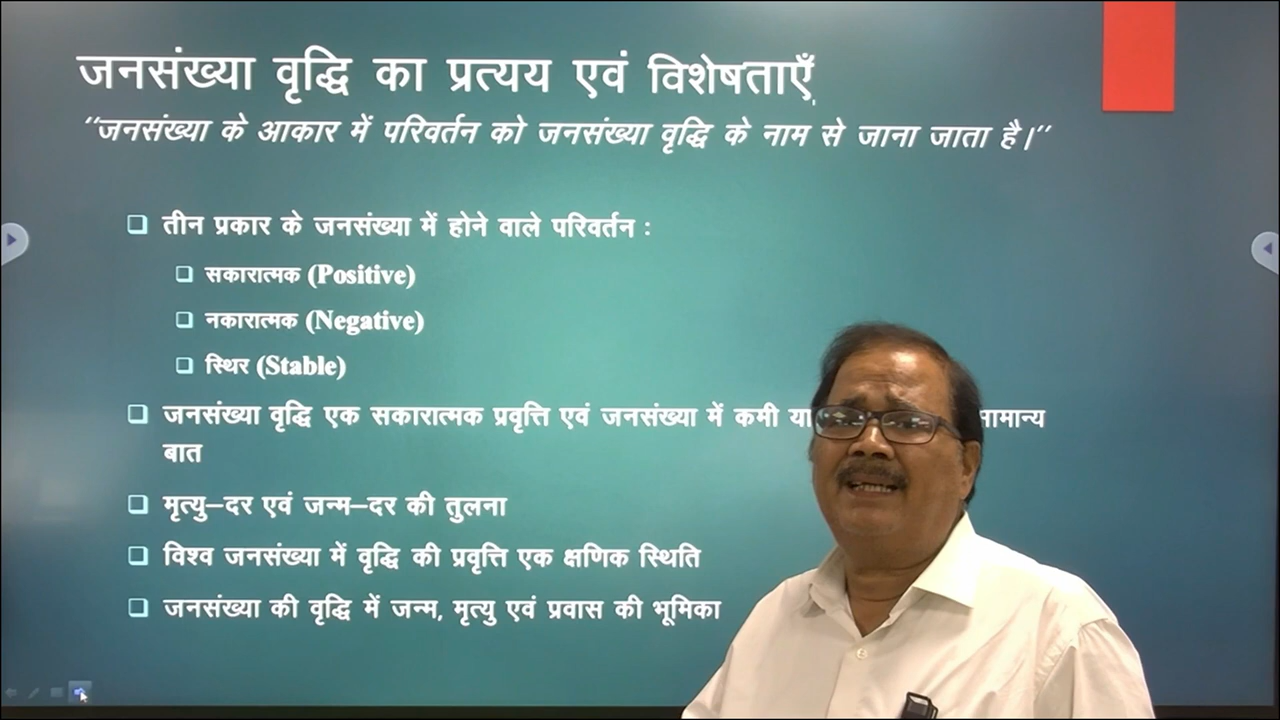 जनसंख्या वृद्धि का प्रत्यय एवं विशेषताएँ
“जनसंख्या के आकार में परिवर्तन को जनसंख्या वृद्धि के नाम से जाना जाता है।”
❑ तीन प्रकार के जनसंख्या में होने वाले परिवर्तन :
❑ सकारात्मक (Positive)
❑ नकारात्मक (Negative)
❑ स्थिर (Stable)
❑ जनसंख्या वृद्धि एक सकारात्मक प्रवृत्ति एवं जनसंख्या में कमी
बात
❑ मृत्यु–दर एवं जन्म–दर की तुलना
❑ विश्व जनसंख्या में वृद्धि की प्रवृत्ति एक क्षणिक स्थिति
❑ जनसंख्या की वृद्धि में जन्म, मृत्यु एवं प्रवास की भूमिका